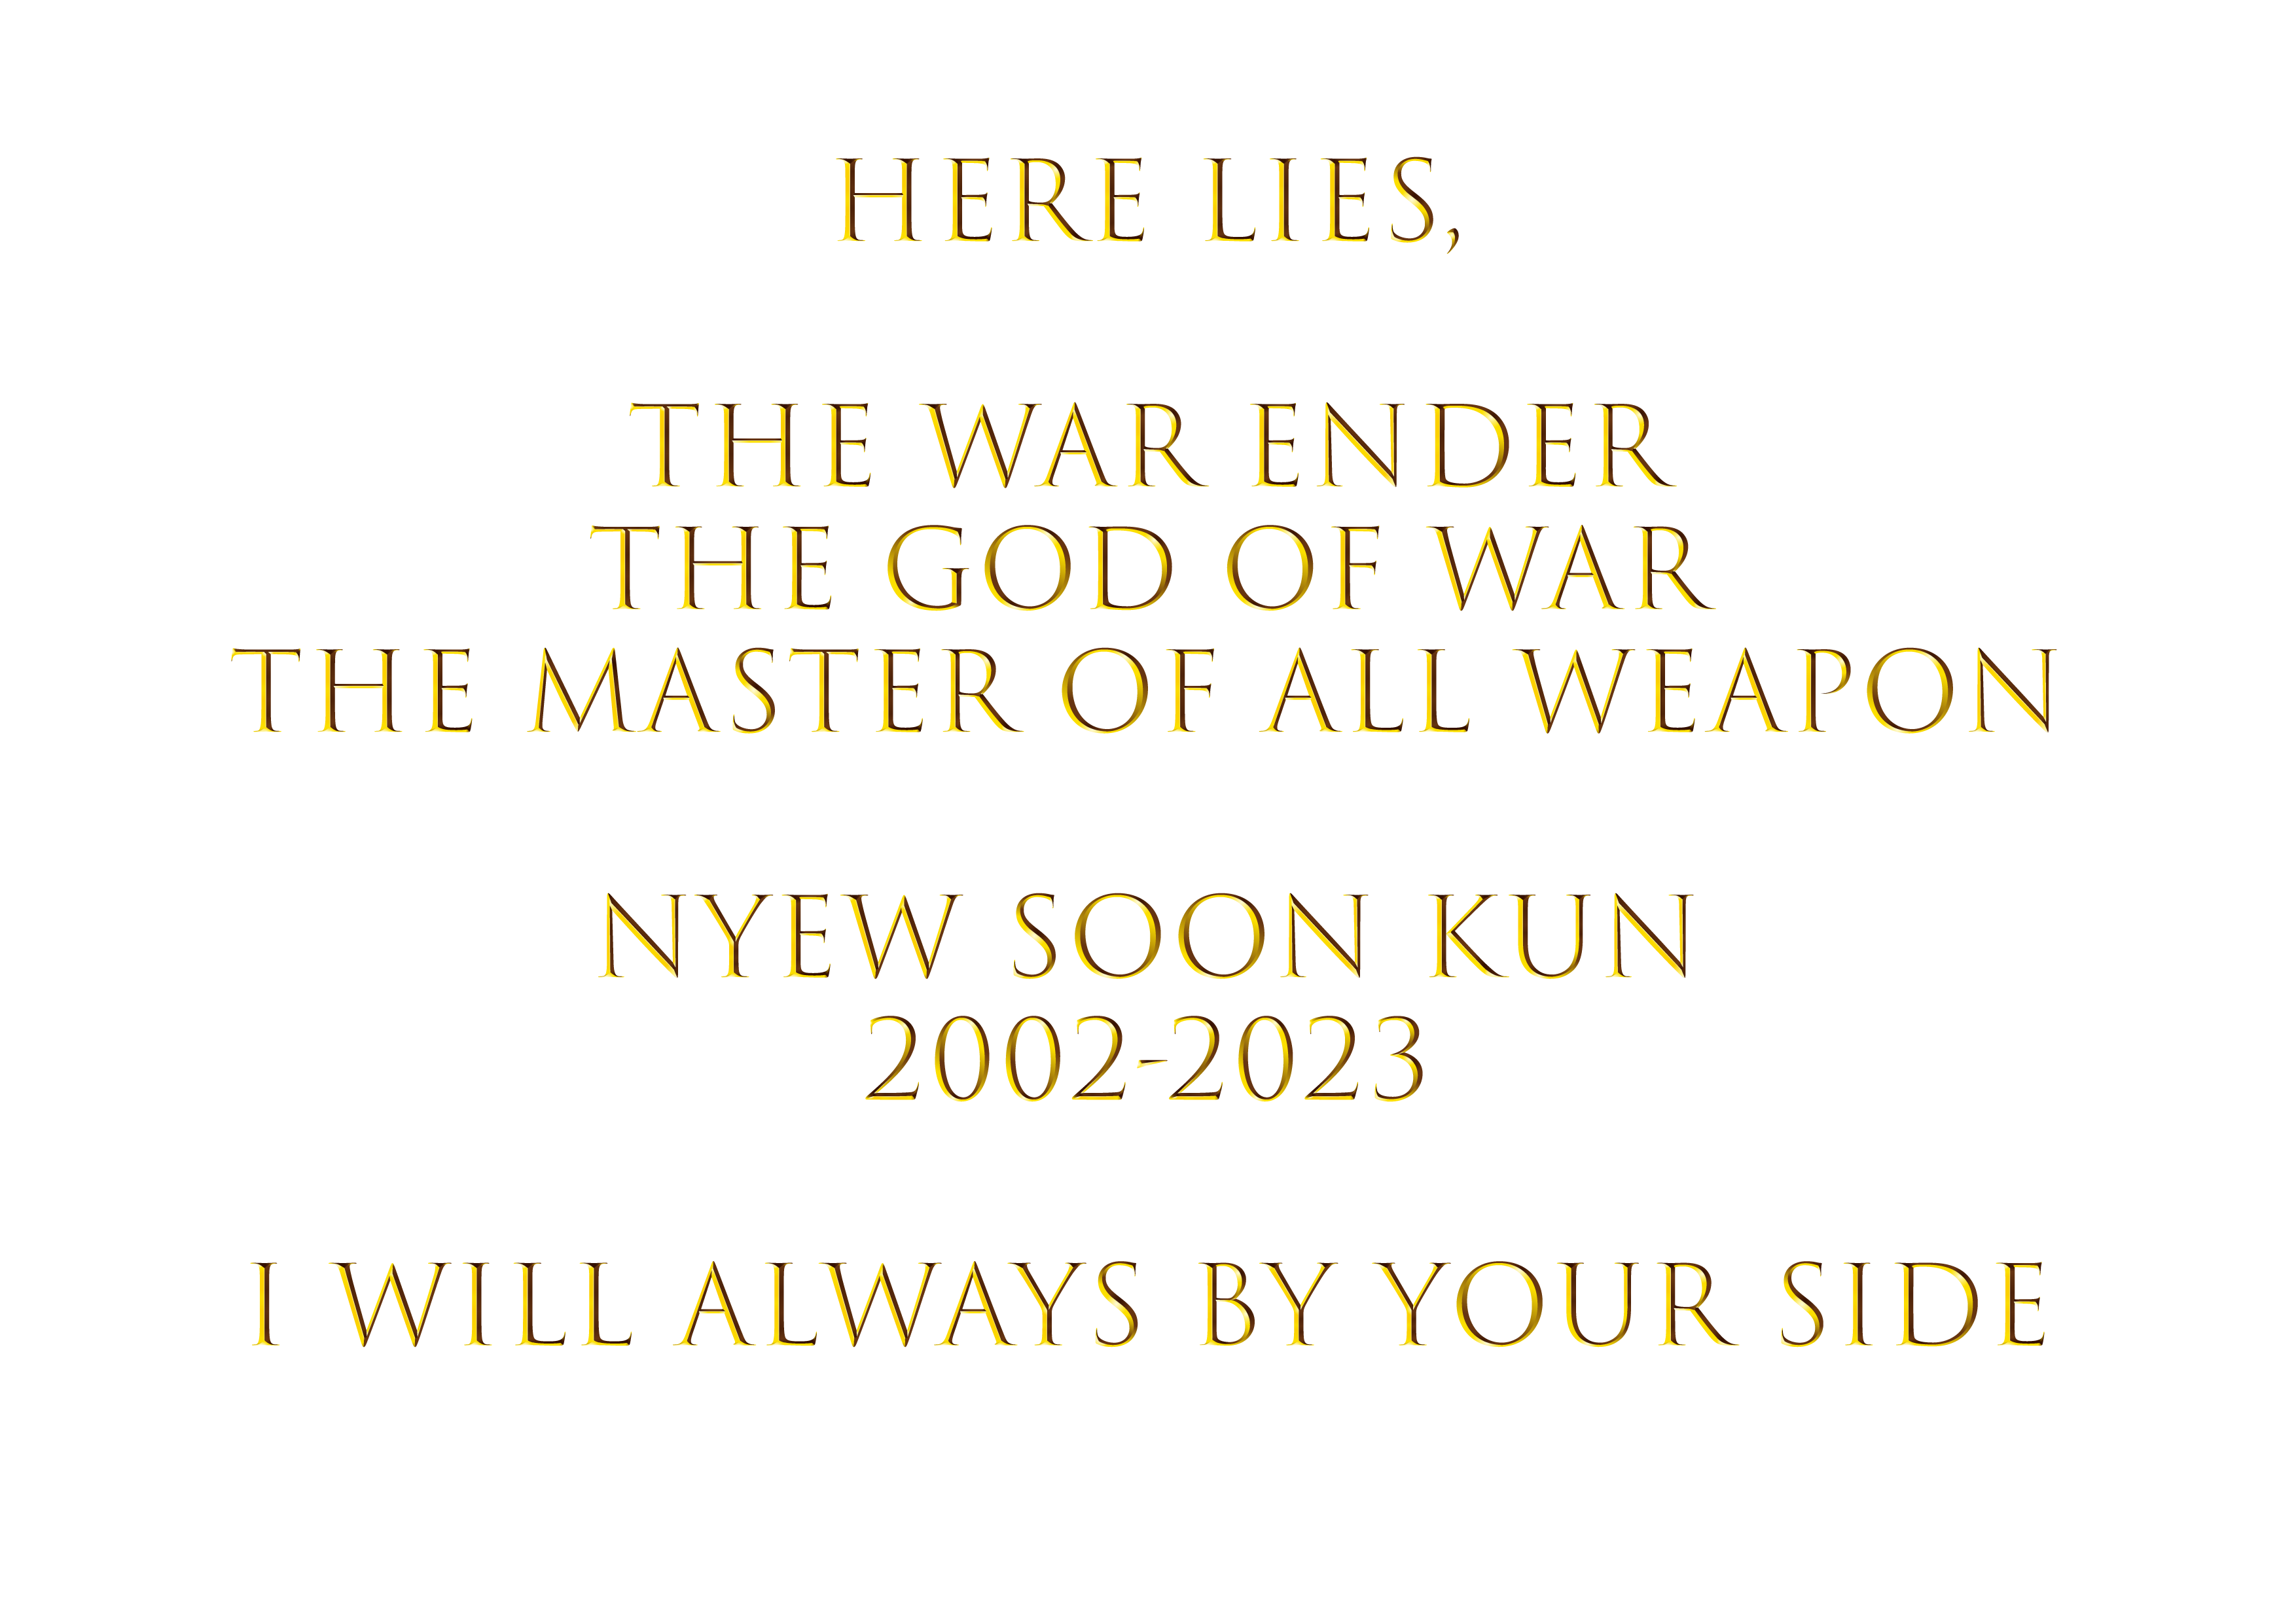 HERE LIES,
THE WAR ENDER
THE GOD OF WAR
THE MASTER OF ALL WEAPON
NYEW SOON KUN
2002-2023
I WILL ALWAYS BY YOUR SIDE